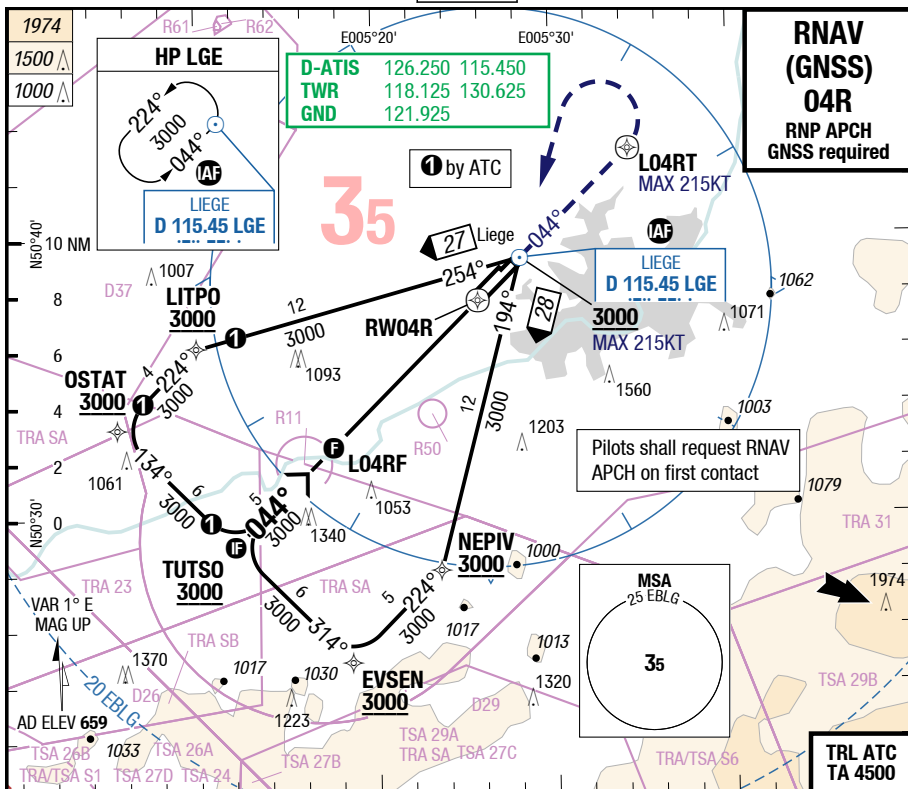 1974
1500
1000
R61
R62
E005°20'
E005°30'
RNAV
(GNSS)
04R
RNP APCH
GNSS required
HP LGE
224°
3000
044°
IAF
LIEGE
D 115.45 LGE
D-ATIS 126.250 115.450
TWR 118.125 130.625
GND 121.925
1 by ATC
35
L04RT
MAX 215KT
044°
IAF
LIEGE
D 115.45 LGE
3000
MAX 215KT
27
Liege
28
254°
194°
RW04R
N50°40'
10 NM
8
6
4
2
0
N50°30'
1007
D37
LITPO
3000
1
12
3000
1093
4
224°
3000
OSTAT
3000
1
TRA SA
1061
134°
6
3000
R11
F
L04RF
R50
5
044°
3000
1340
1053
12
3000
1203
1560
1071
1062
1003
Pilots shall request RNAV
APCH on first contact
1079
TRA 31
1
IF
TUTSO
3000
TRA 23
TRA SA
NEPIV
3000
1000
224°
5
3000
1017
6
314°
3000
EVSEN
3000
VAR 1° E
MAG UP
TRA SB
1370
1017
1030
1223
D26
20 EBLG
AD ELEV 659
1033
TSA 26B
TSA 26A
TRA/TSA S1
TSA 27D
TSA 24
TSA 27B
TSA 29A
TRA SA
TSA 27C
D29
1013
1320
MSA
25 EBLG
35
1974
TSA 29B
TRA/TSA S6
TRL ATC
TA 4500